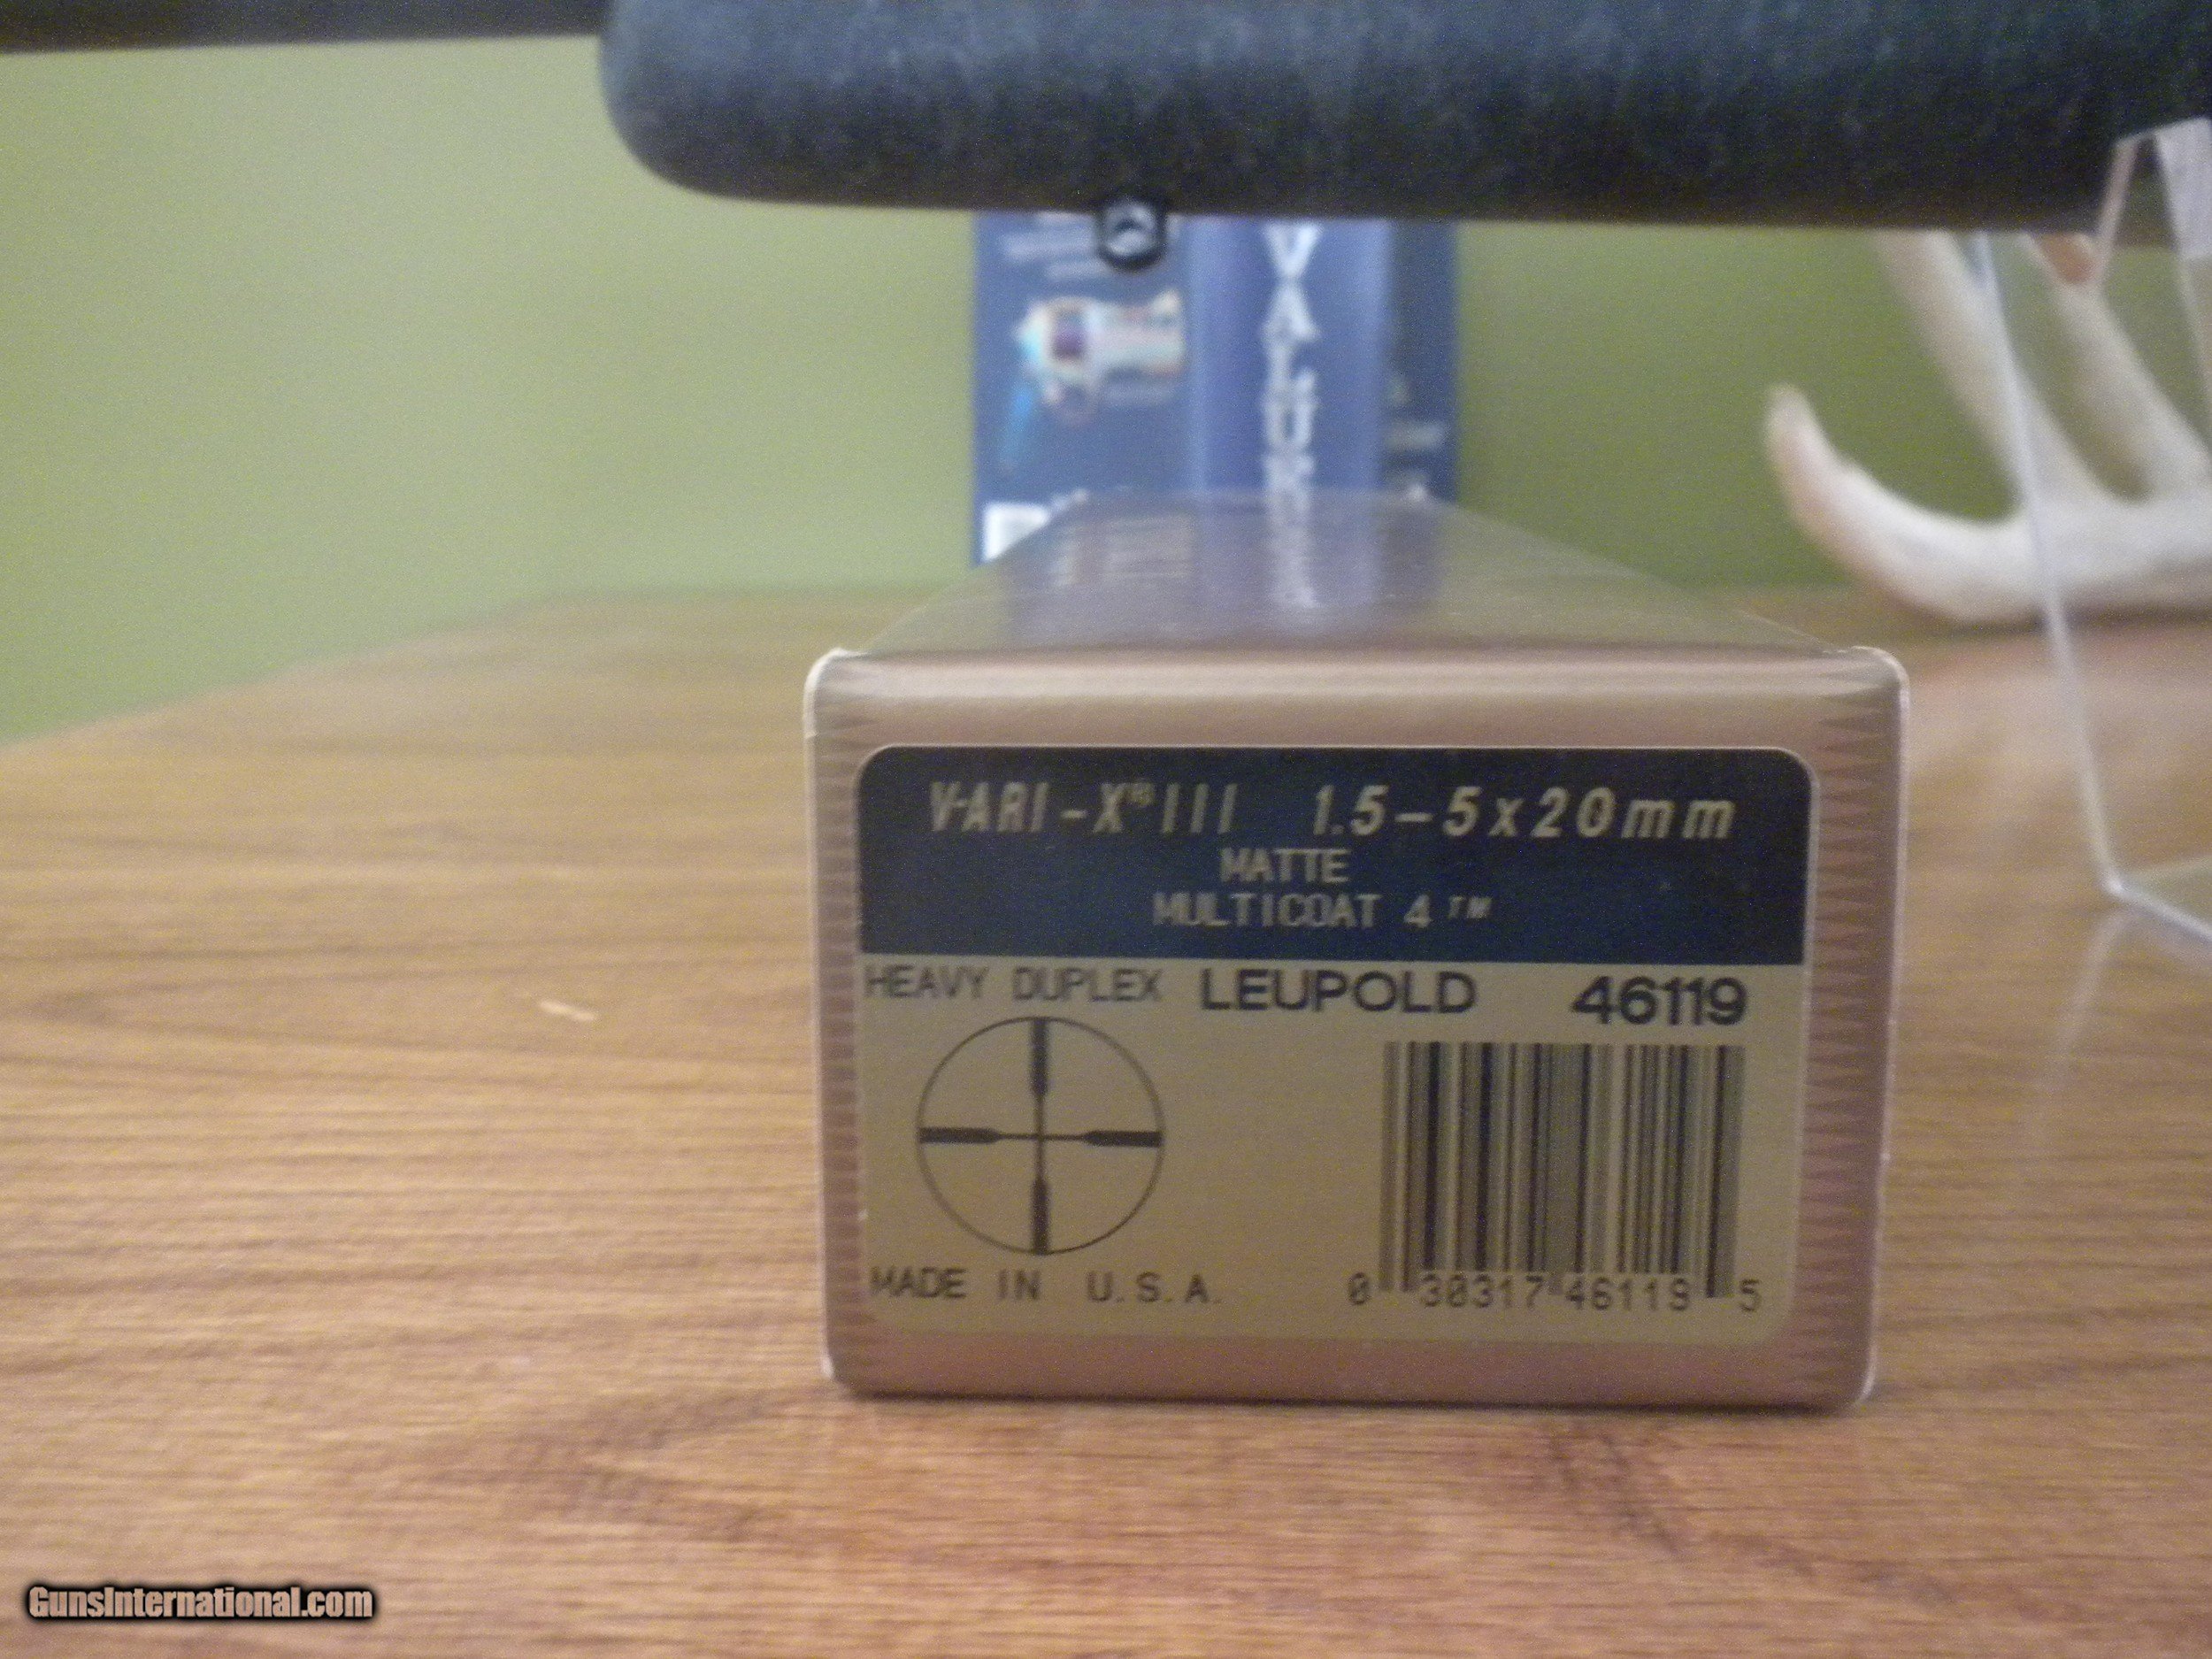 VARI-X®III 1.5-5x20mm
MATTE
MULTICOAT 4™
HEAVY DUPLEX LEUPOLD 46119
MADE IN U.S.A.
0 30317 46119 5
GunsInternational.com